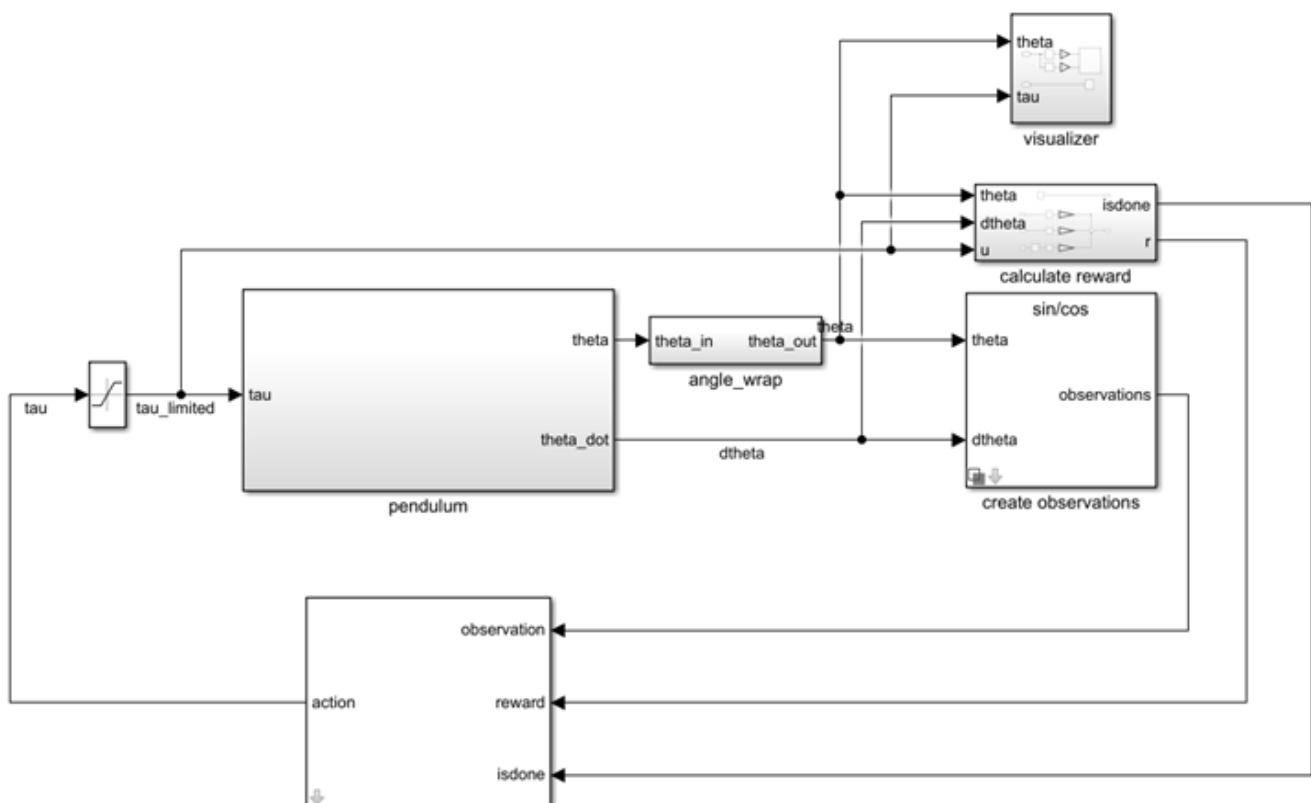 theta
tau
visualizer
theta
dtheta
u
isdone
r
calculate reward
tau
tau_limited
tau
theta
theta_dot
pendulum
theta_in
theta_out
angle_wrap
theta
dtheta
sin/cos
theta
dtheta
observations
create observations
action
observation
reward
isdone